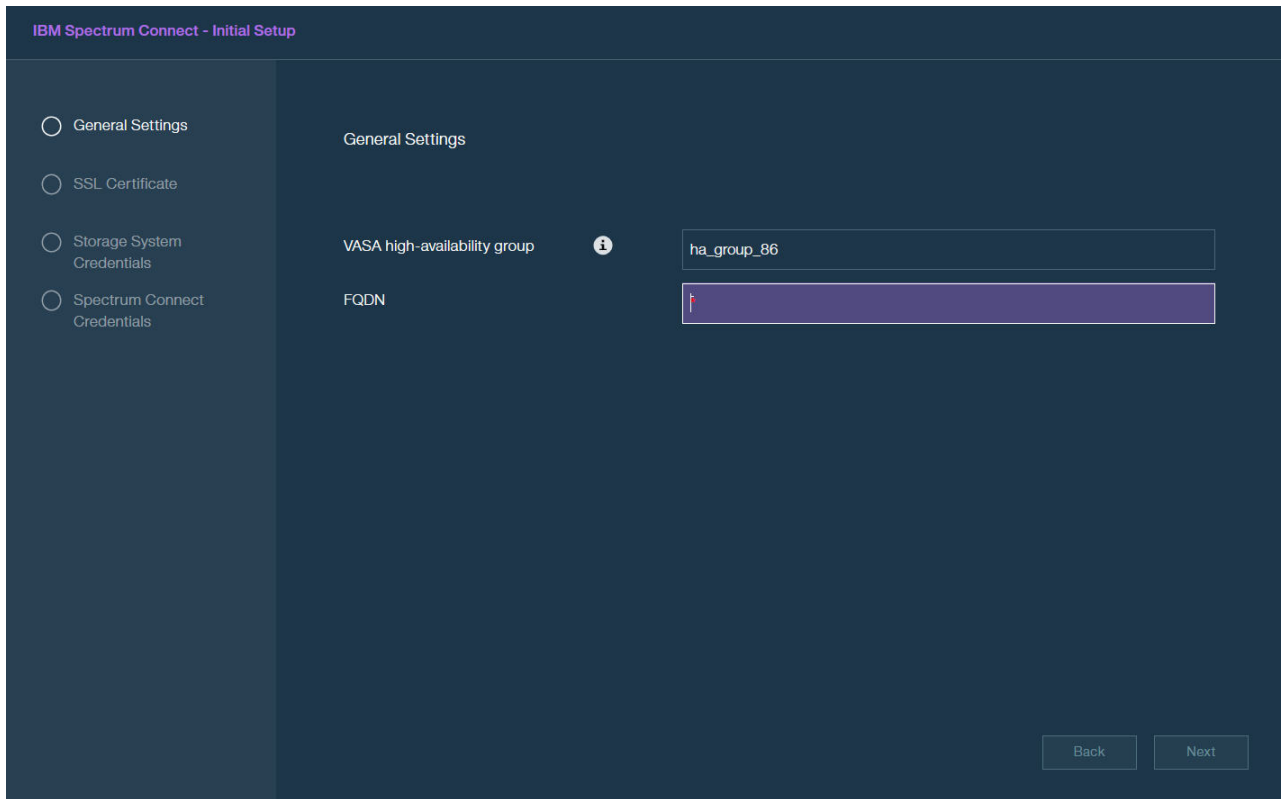 IBM Spectrum Connect - Initial Setup
General Settings
SSL Certificate
Storage System
Credentials
Spectrum Connect
Credentials
General Settings
VASA high-availability group
ha_group_86
FQDN
*
Back
Next